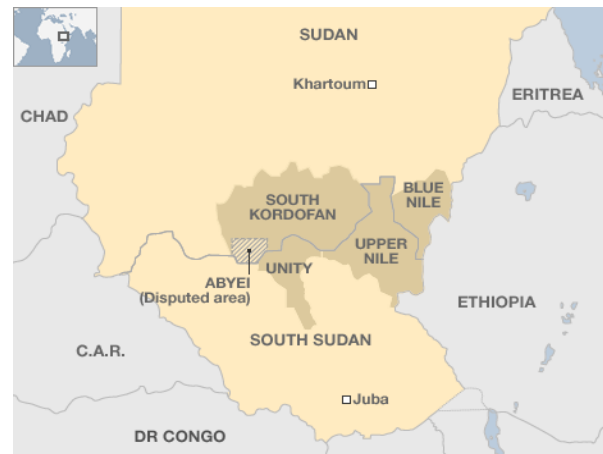 SUDAN
Khartoum
ERITREA
CHAD
BLUE
NILE
SOUTH
KORDOFAN
UPPER
NILE
UNITY
ABYEI
(Disputed area)
ETHIOPIA
SOUTH SUDAN
C.A.R.
Juba
DR CONGO